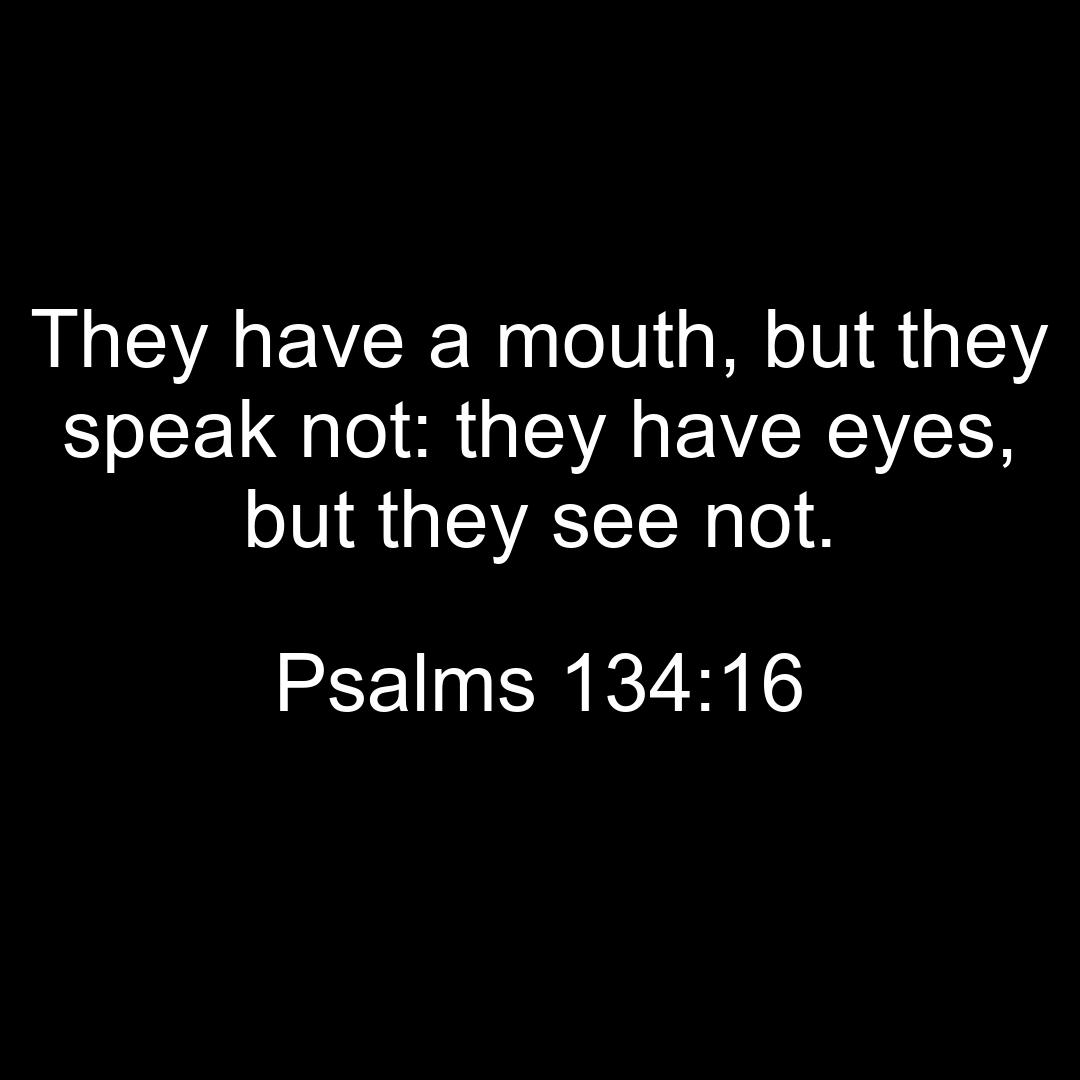 They have a mouth, but they
speak not: they have eyes,
but they see not.
Psalms 134:16